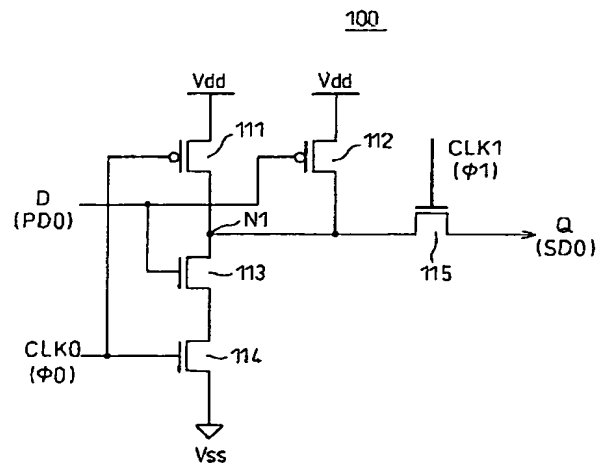 100
Vdd
Vdd
111
112
CLK1
(φ1)
D
(PD0)
N1
Q
(SD0)
113
115
CLK0
(φ0)
114
Vss